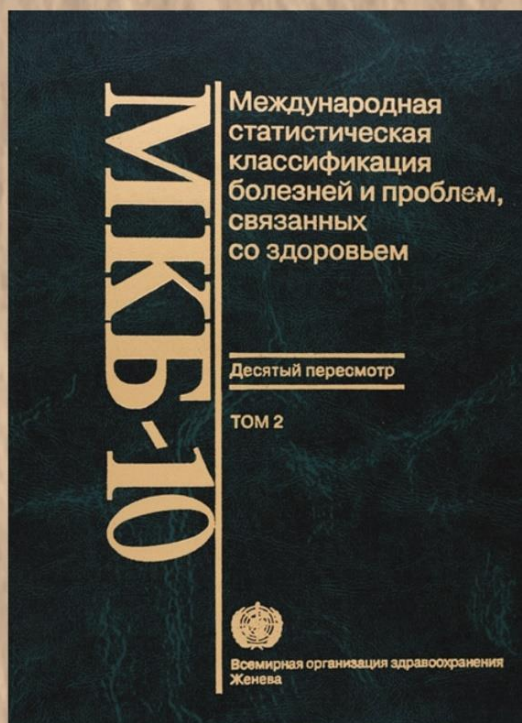 МКБ-10
Международная
статистическая
классификация
болезней и проблем,
связанных
со здоровьем
Десятый пересмотр
ТОМ 2
Всемирная организация здравоохранения
Женева